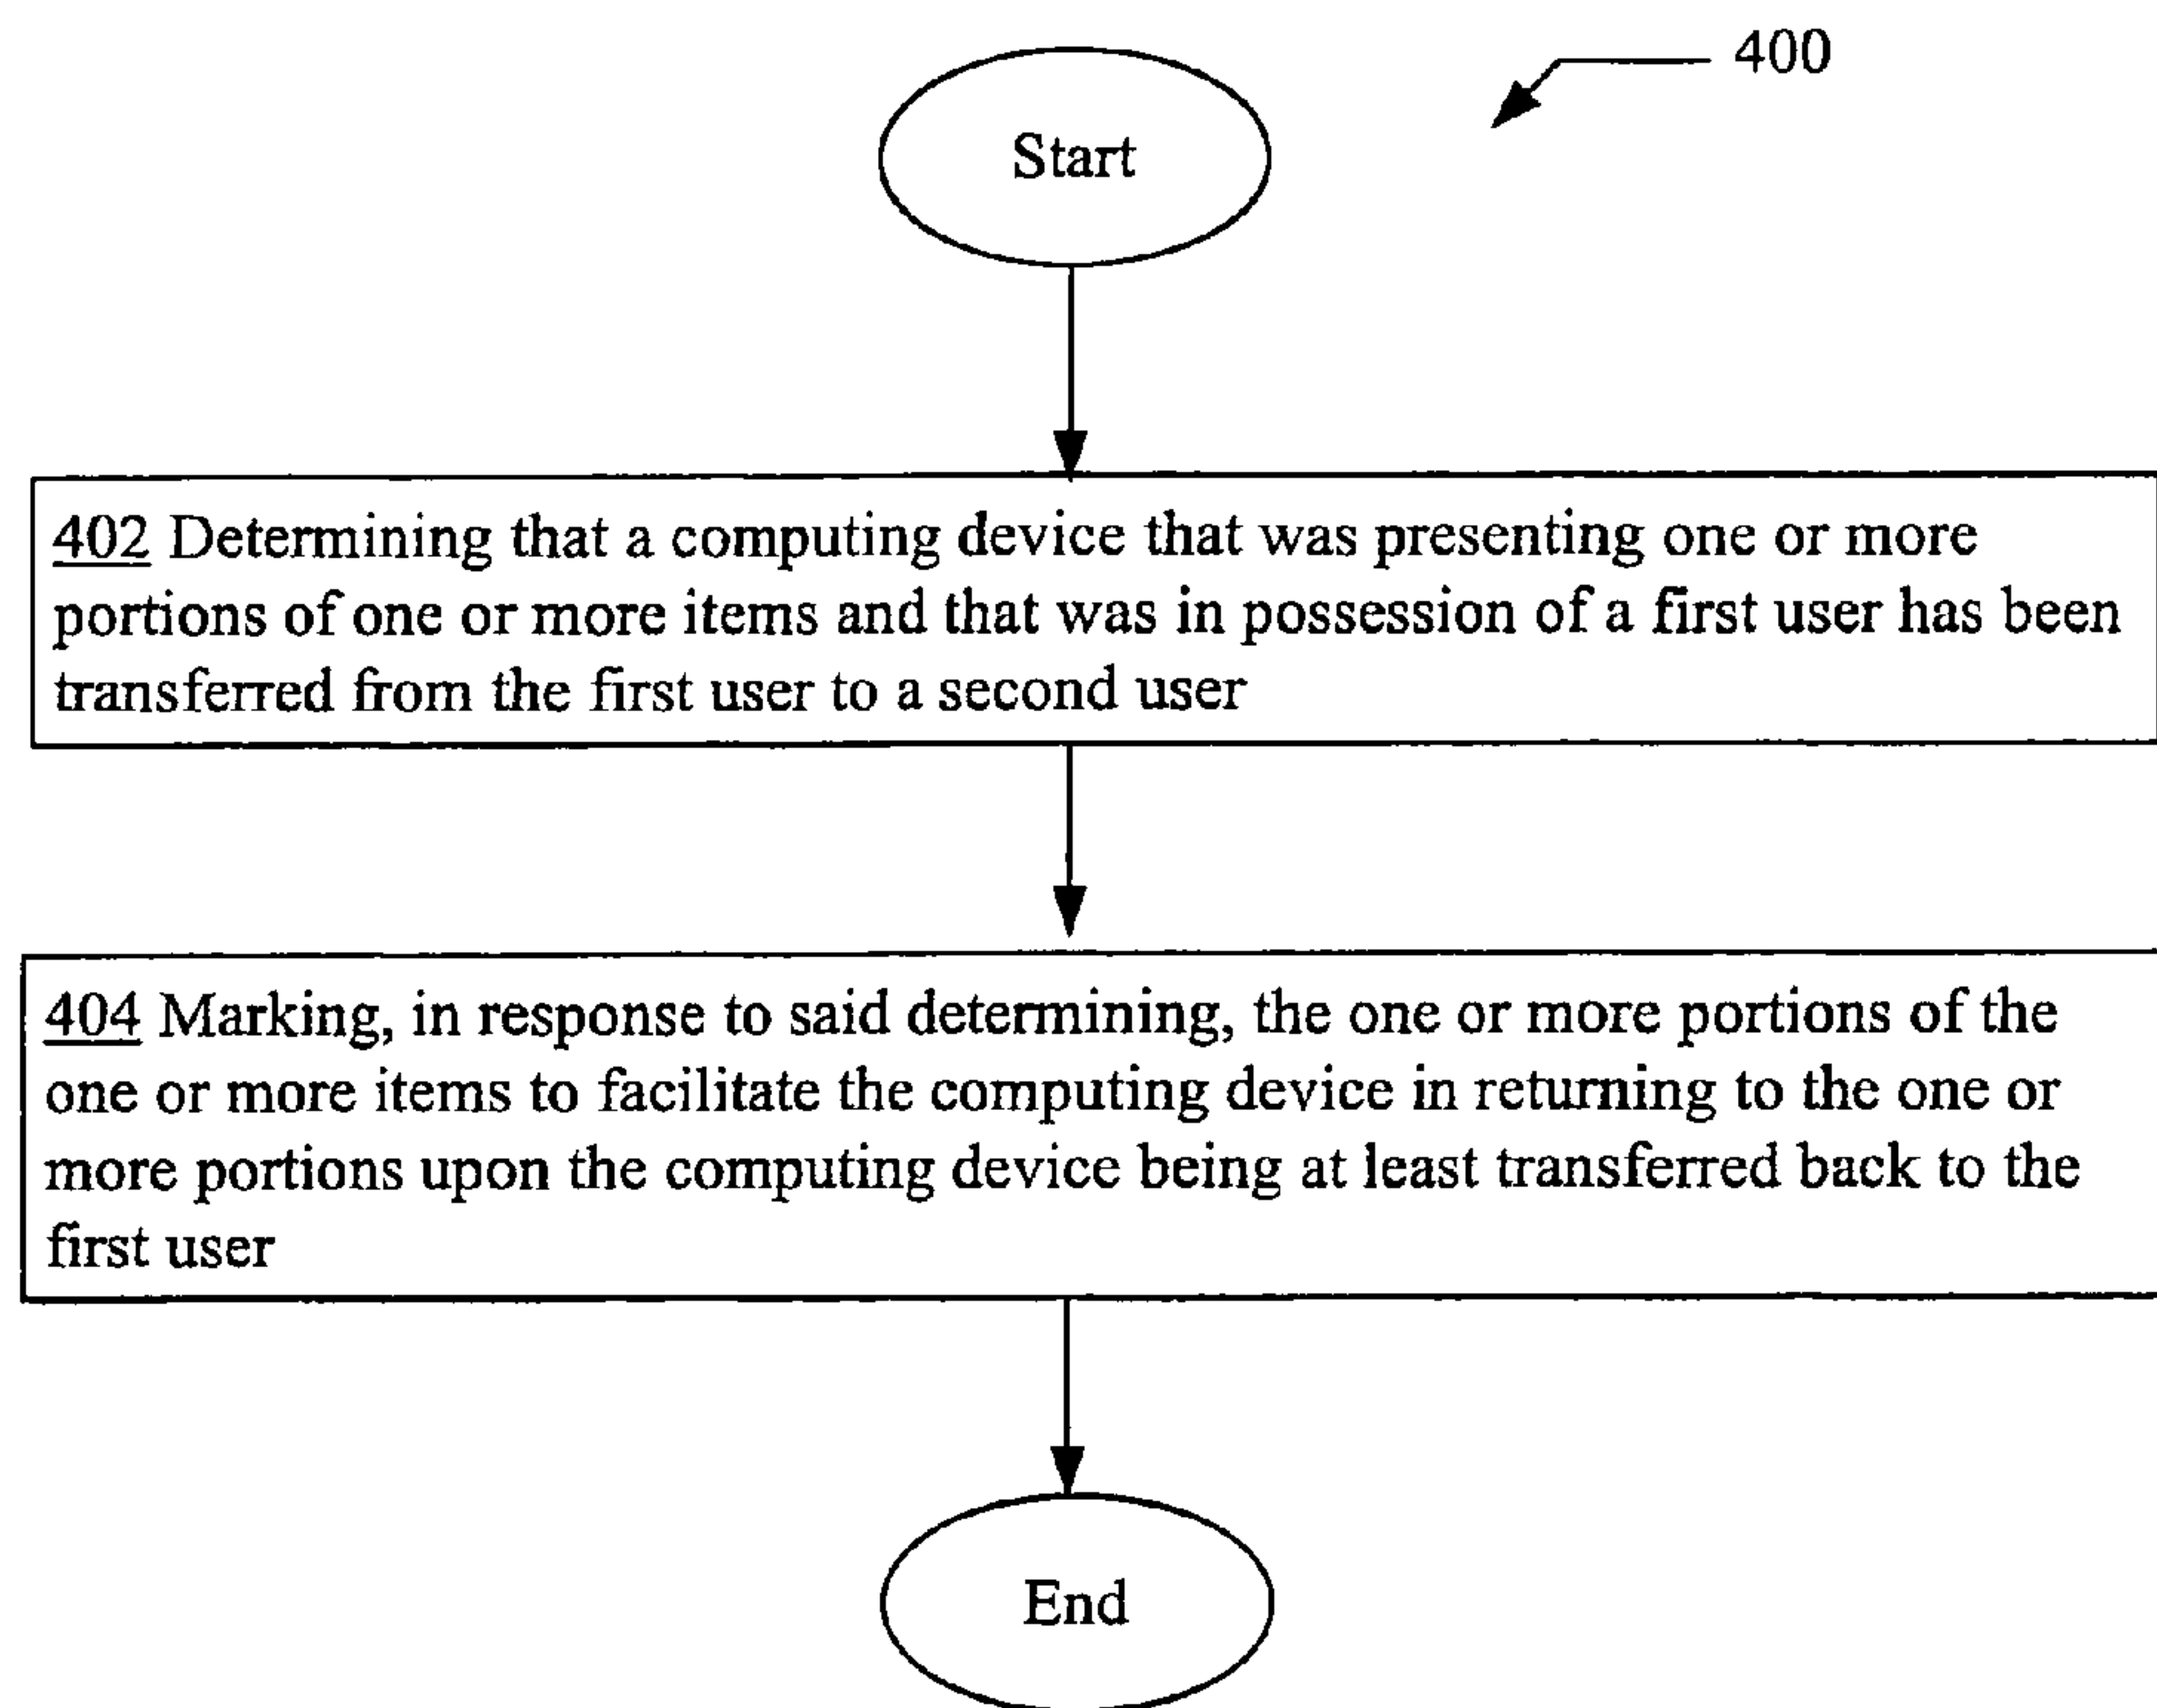 400
Start
402 Determining that a computing device that was presenting one or more
portions of one or more items and that was in possession of a first user has been
transferred from the first user to a second user
404 Marking, in response to said determining, the one or more portions of the
one or more items to facilitate the computing device in returning to the one or
more portions upon the computing device being at least transferred back to the
first user
End